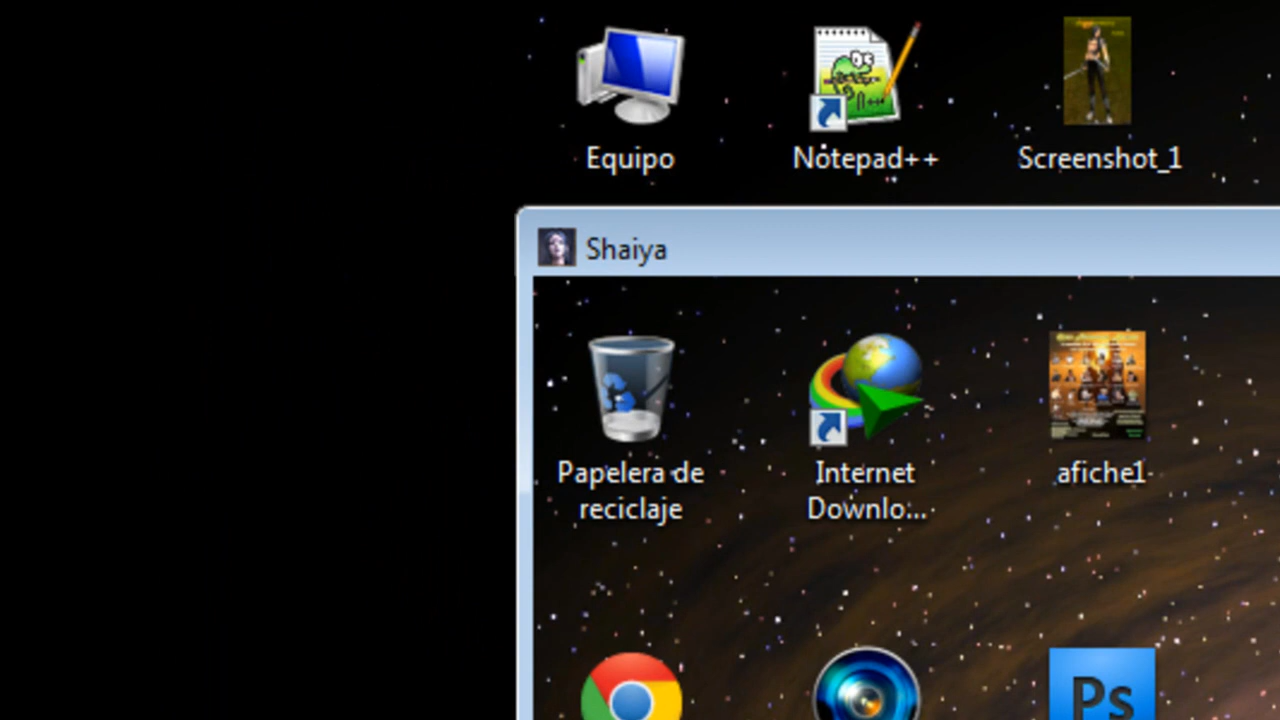 Equipo
Notepad++
Screenshot_1
Shaiya
Papelera de
reciclaje
Internet
Downlo...
afiche1
Ps